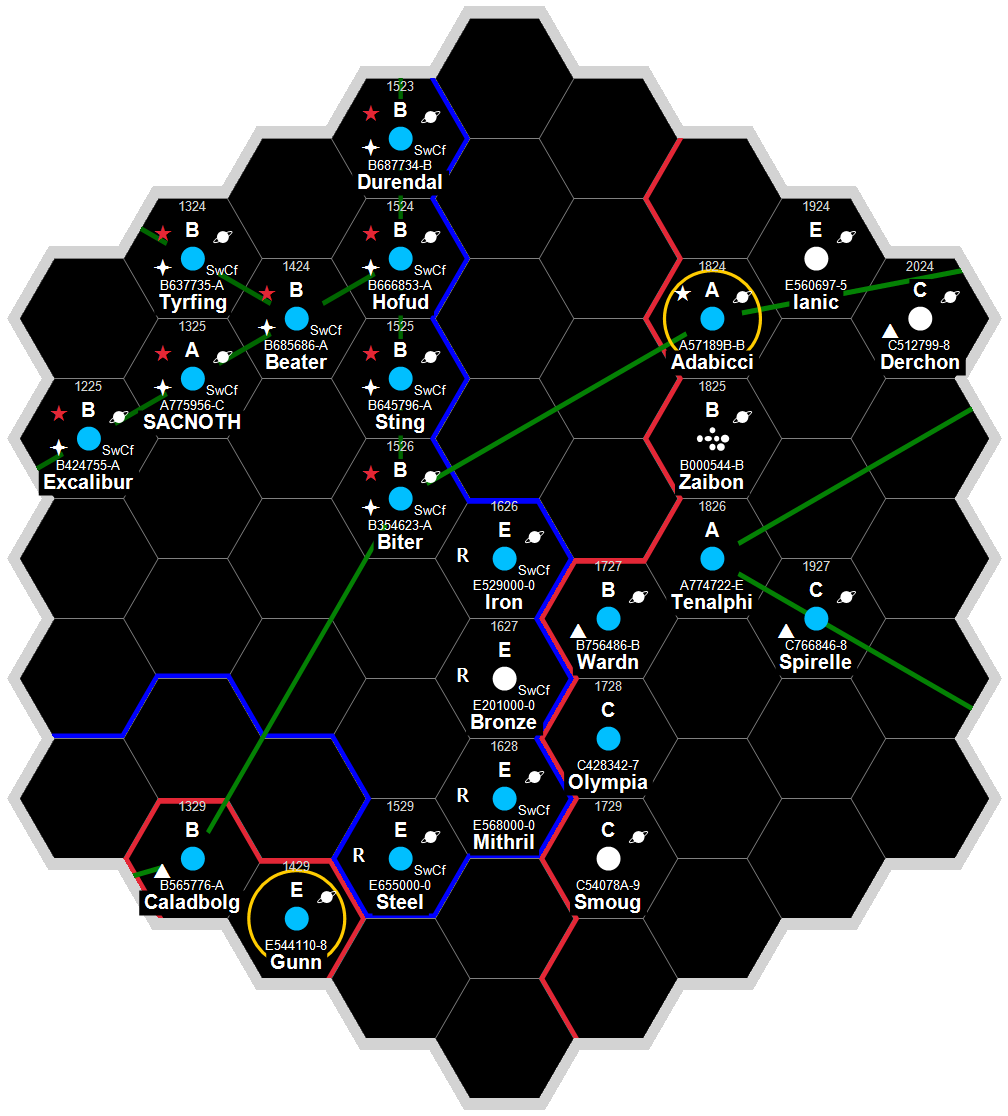 1523
B
SwCf
B687734-B
Durendal
1324
B
SwCf
B637735-A
Tyrfing
1524
B
SwCf
B666853-A
Hofud
1924
E
E560697-5
Ianic
1424
B
SwCf
B685686-A
Beater
1824
A
A57189B-B
Adabicci
2024
C
C512799-8
Derchon
1325
A
SwCf
A775956-C
SACNOTH
1525
B
SwCf
B645796-A
Sting
1225
B
SwCf
B424755-A
Excalibur
1825
B
B000544-B
Zaibon
1526
B
SwCf
B354623-A
Biter
1626
E
R
SwCf
E529000-0
Iron
1826
A
A774722-E
Tenalphi
1727
B
B756486-B
Wardn
1927
C
C766846-8
Spirelle
1627
E
R
SwCf
E201000-0
Bronze
1728
C
C428342-7
Olympia
1628
E
R
SwCf
E568000-0
Mithril
1329
B
B565776-A
Caladbolg
1529
E
R
SwCf
E655000-0
Steel
1729
C
C54078A-9
Smoug
1429
E
E544110-8
Gunn